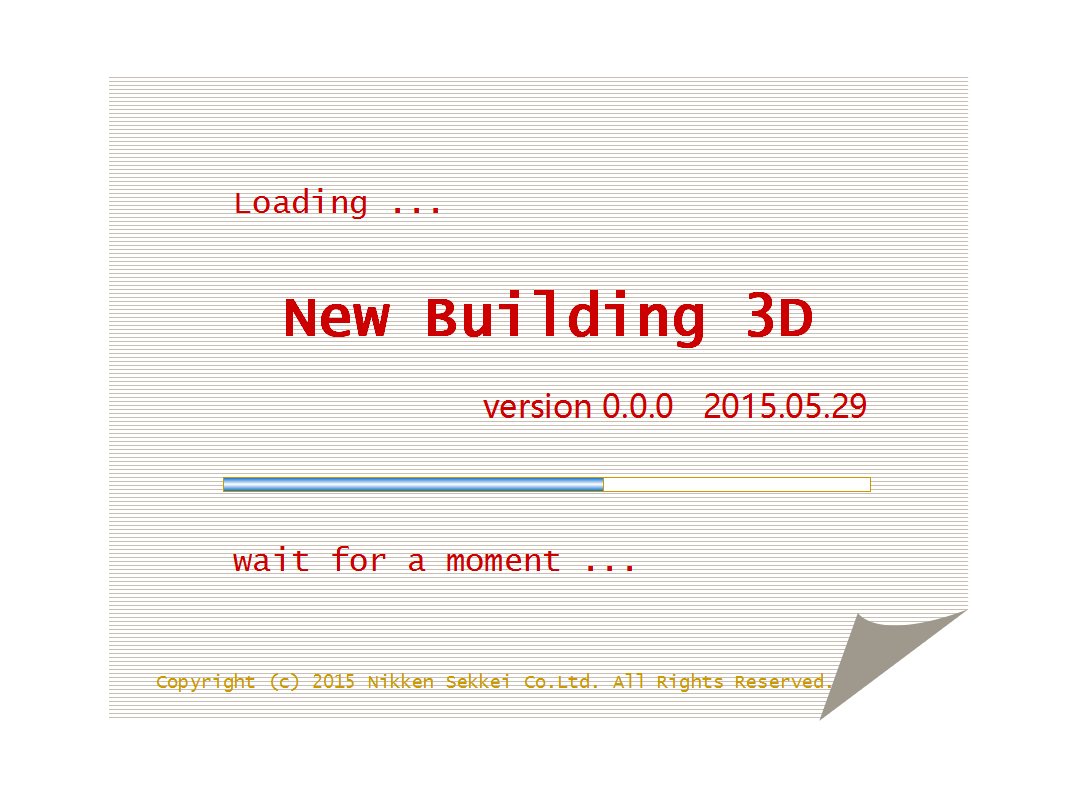 Loading ...
New Building 3D
version 0.0.0 2015.05.29
wait for a moment ...
Copyright (c) 2015 Nikken Sekkei Co.Ltd. All Rights Reserved.